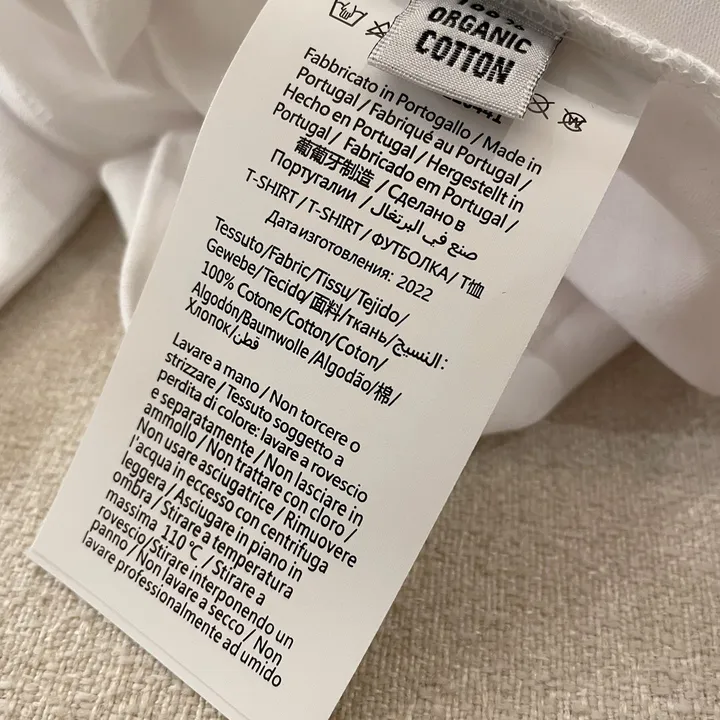 ORGANIC
COTTON
Fabbricato in Portogallo / Made in
Portugal / Fabriqué au Portugal /
Hecho en Portugal / Hergestellt in
Portugal / Fabricado em Portugal /
葡萄牙制造 / Сделано в
Португалии / صنع في البرتغال
T-SHIRT / T-SHIRT / ФУТБОЛКА / T恤
Дата изготовления: 2022
Tessuto/Fabric/Tissu/Tejido/
Gewebe/Tecido/面料/ткань/النسيج:
100% Cotone/Cotton/Coton/
Algodón/Baumwolle /Algodão/棉/
Хлопок/قطن
Lavare a mano / Non torcere o
strizzare / Tessuto soggetto a
perdita di colore: lavare a rovescio
e separatamente / Non lasciare in
ammollo / Non trattare con cloro /
Non usare asciugatrice / Rimuovere
l'acqua in eccesso con centrifuga
leggera / Asciugare in piano in
ombra / Stirare a temperatura
massima 110 °C / Stirare a
rovescio/Stirare interponendo un
panno / Non lavare a secco / Non
lavare professionalmente ad umido